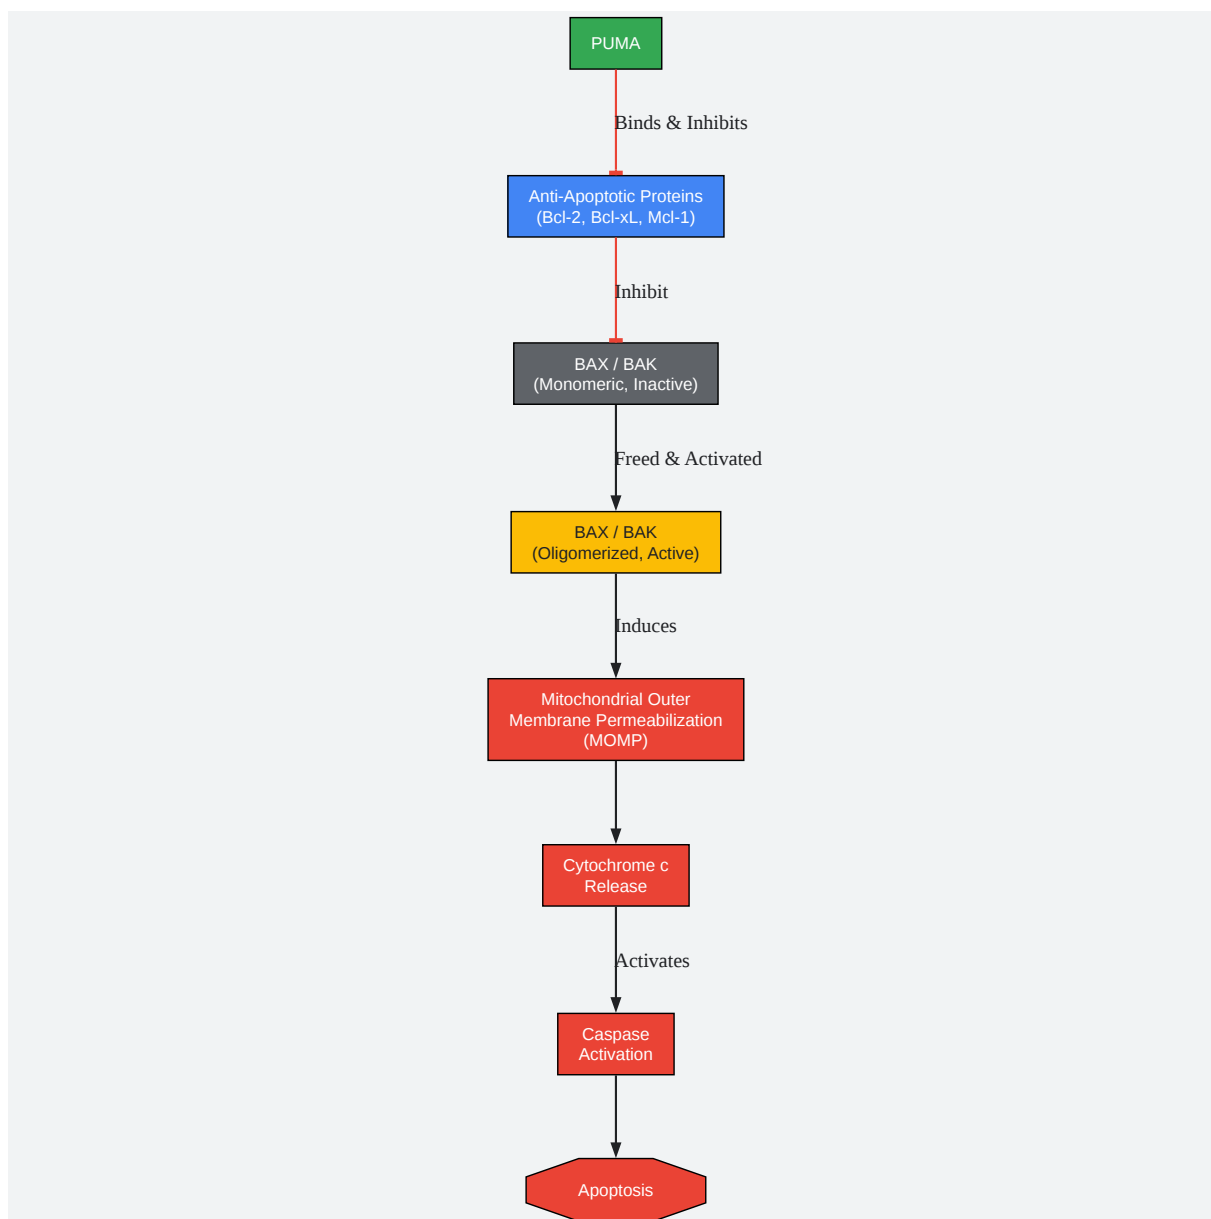 PUMA
Binds & Inhibits
Anti-Apoptotic Proteins
(Bcl-2, Bcl-xL, Mcl-1)
Inhibit
BAX / BAK
(Monomeric, Inactive)
Freed & Activated
BAX / BAK
(Oligomerized, Active)
Induces
Mitochondrial Outer
Membrane Permeabilization
(MOMP)
Cytochrome c
Release
Activates
Caspase
Activation
Apoptosis